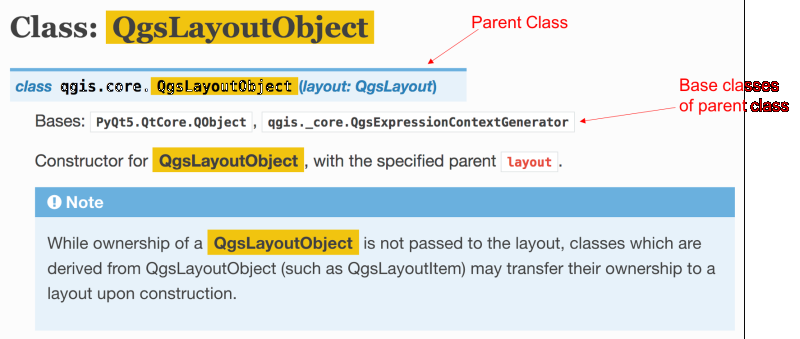 Class: QgsLayoutObject
Parent Class
class qgis.core.QgsLayoutObject(layout: QgsLayout)
Base classes
of parent class
Bases: PyQt5.QtCore.QObject, qgis._core.QgsExpressionContextGenerator
Constructor for QgsLayoutObject, with the specified parent layout.
Note
While ownership of a QgsLayoutObject is not passed to the layout, classes which are
derived from QgsLayoutObject (such as QgsLayoutItem) may transfer their ownership to a
layout upon construction.